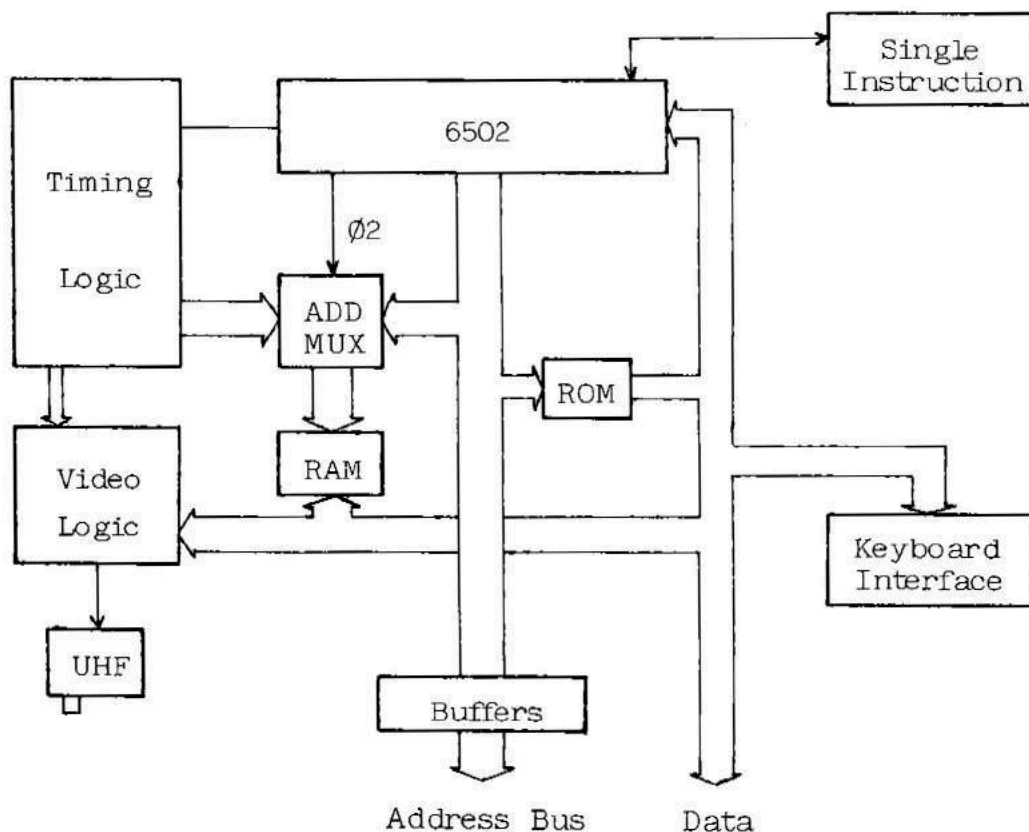 Single
Instruction
6502
Timing
Logic
Ø2
ADD
MUX
ROM
RAM
Video
Logic
Keyboard
Interface
UHF
Buffers
Address Bus
Data